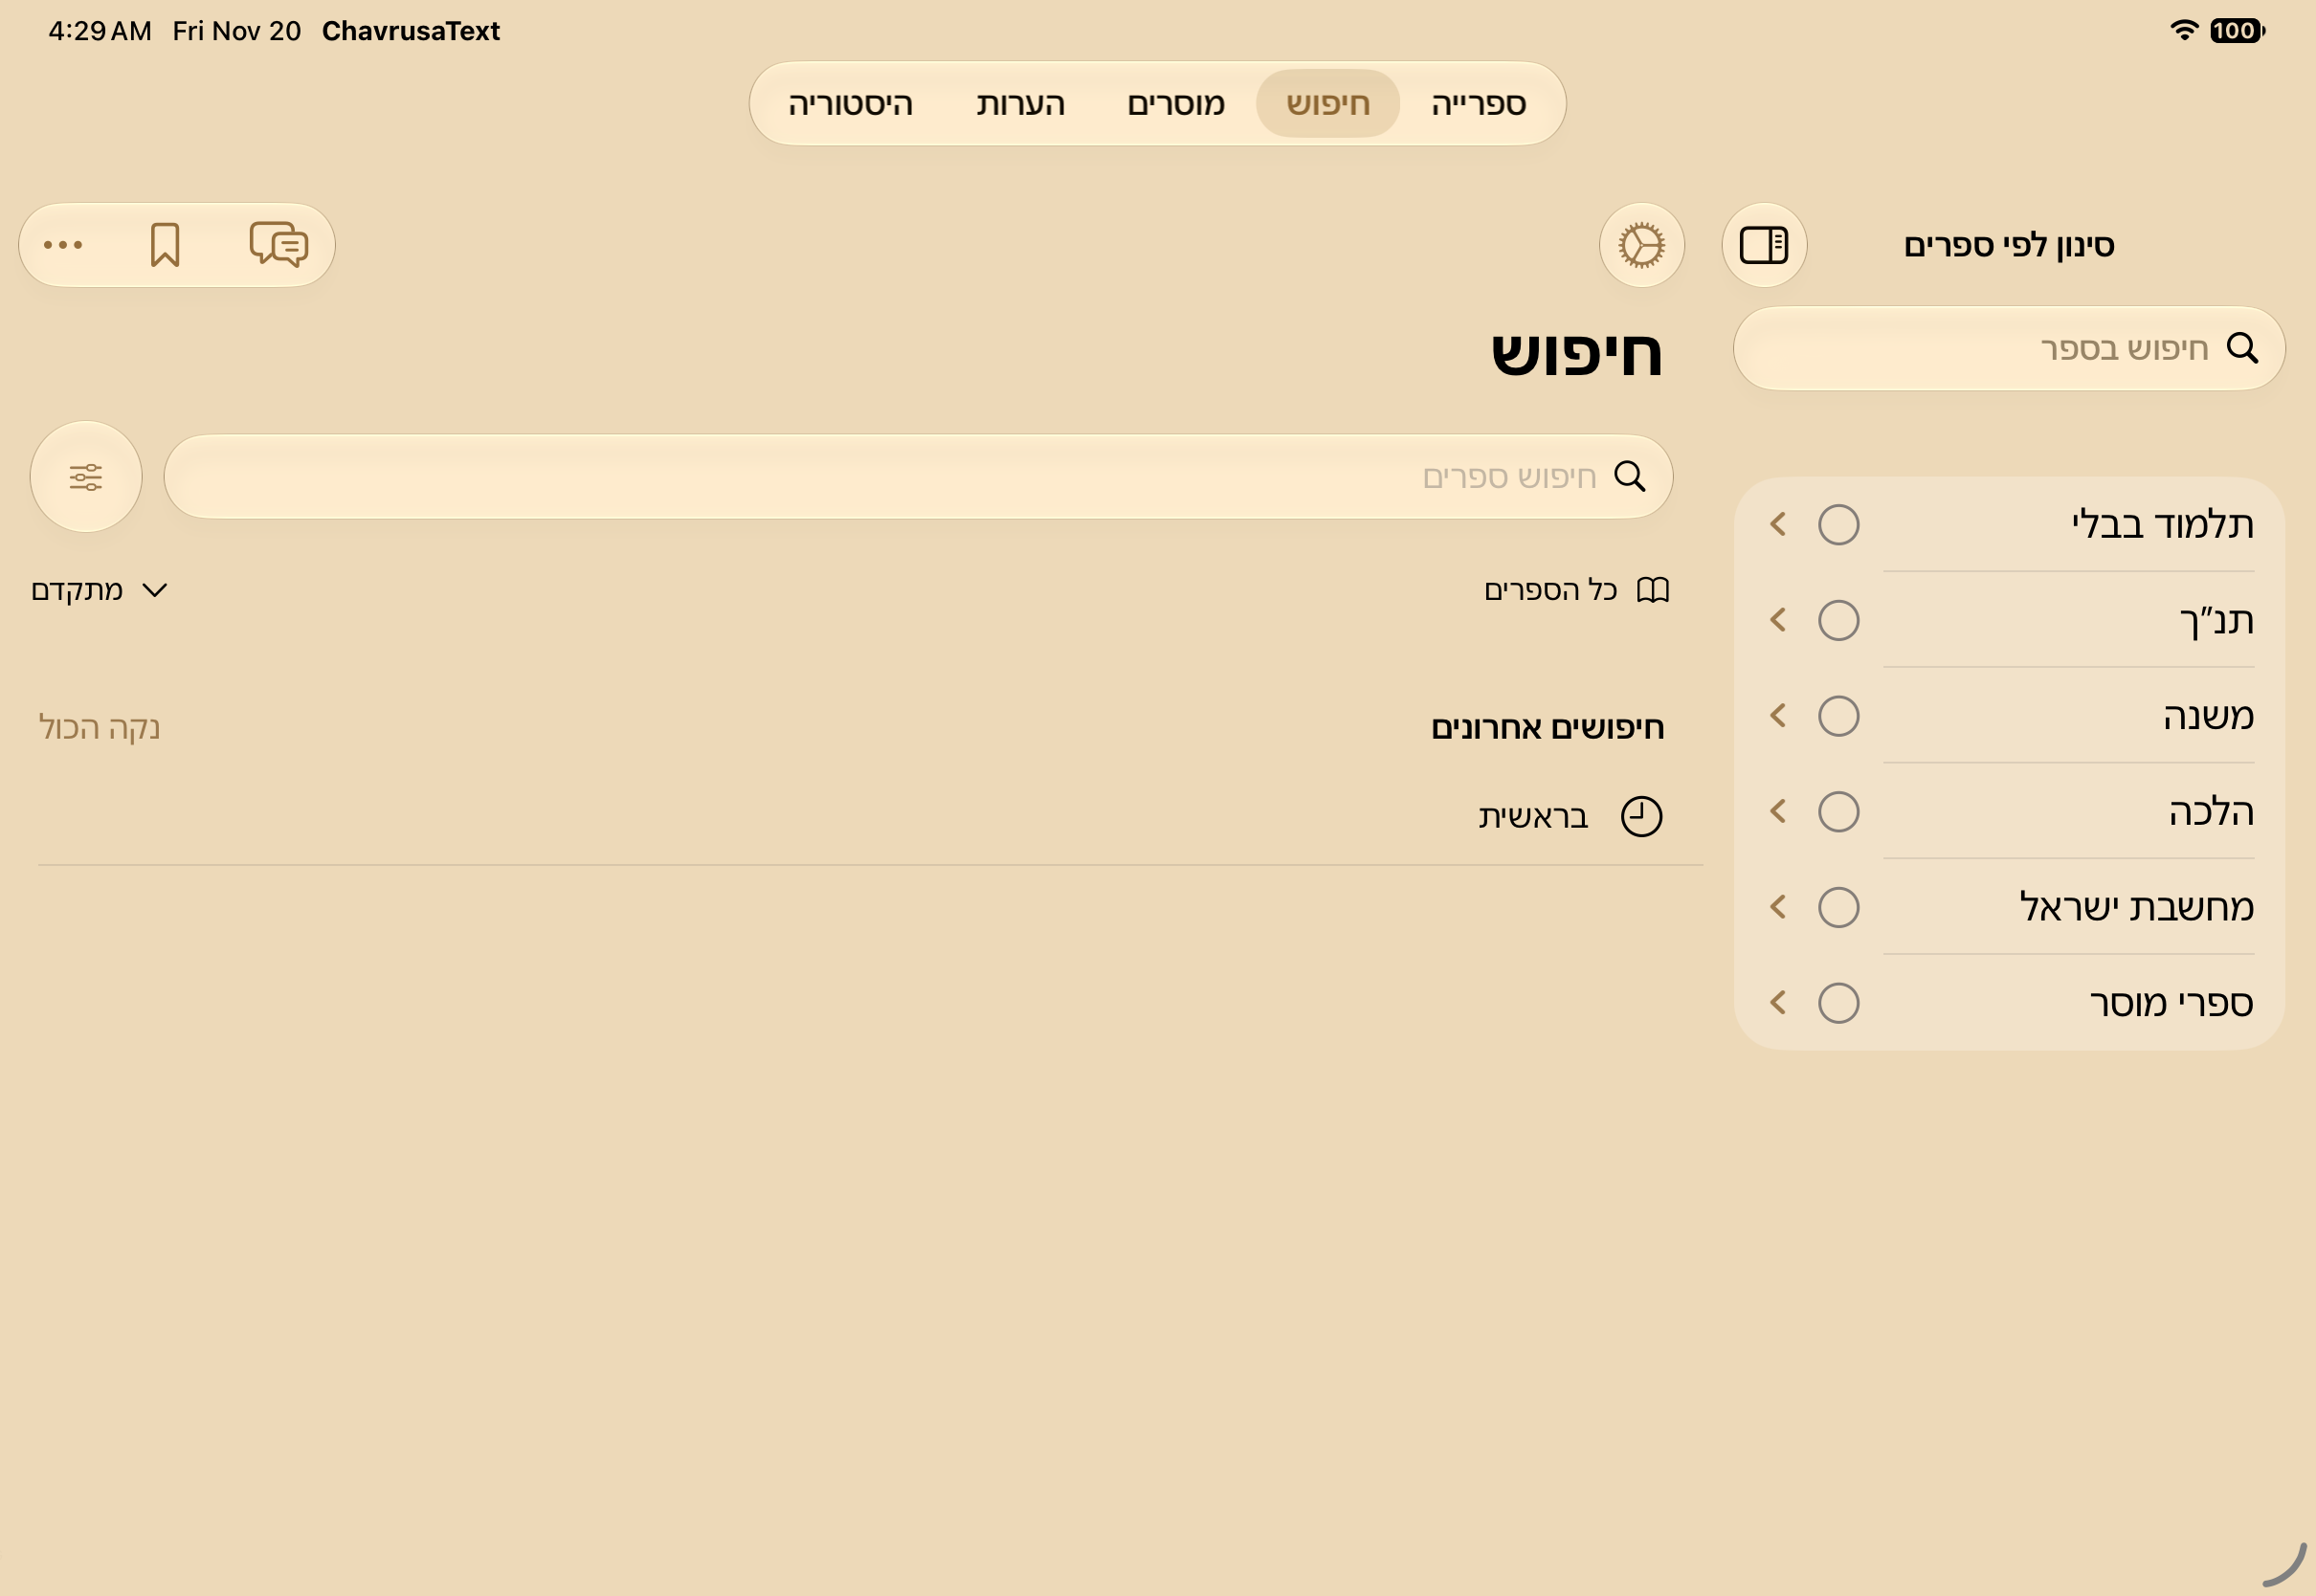 4:29 AM Fri Nov 20 ChavrusaText
100
ספרייה חיפוש מוסרים הערות היסטוריה
סינון לפי ספרים
חיפוש בספר
תלמוד בבלי
תנ"ך
משנה
הלכה
מחשבת ישראל
ספרי מוסר
חיפוש
חיפוש ספרים
כל הספרים
מתקדם
חיפושים אחרונים
נקה הכול
בראשית